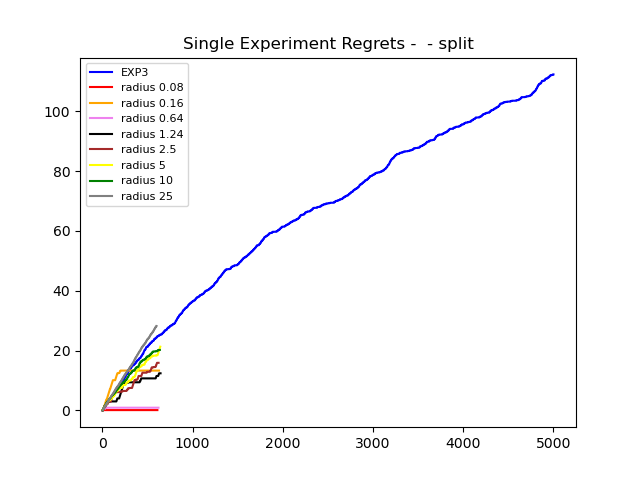 Single Experiment Regrets -  - split
EXP3
radius 0.08
radius 0.16
radius 0.64
radius 1.24
radius 2.5
radius 5
radius 10
radius 25
100
80
60
40
20
0
0 1000 2000 3000 4000 5000